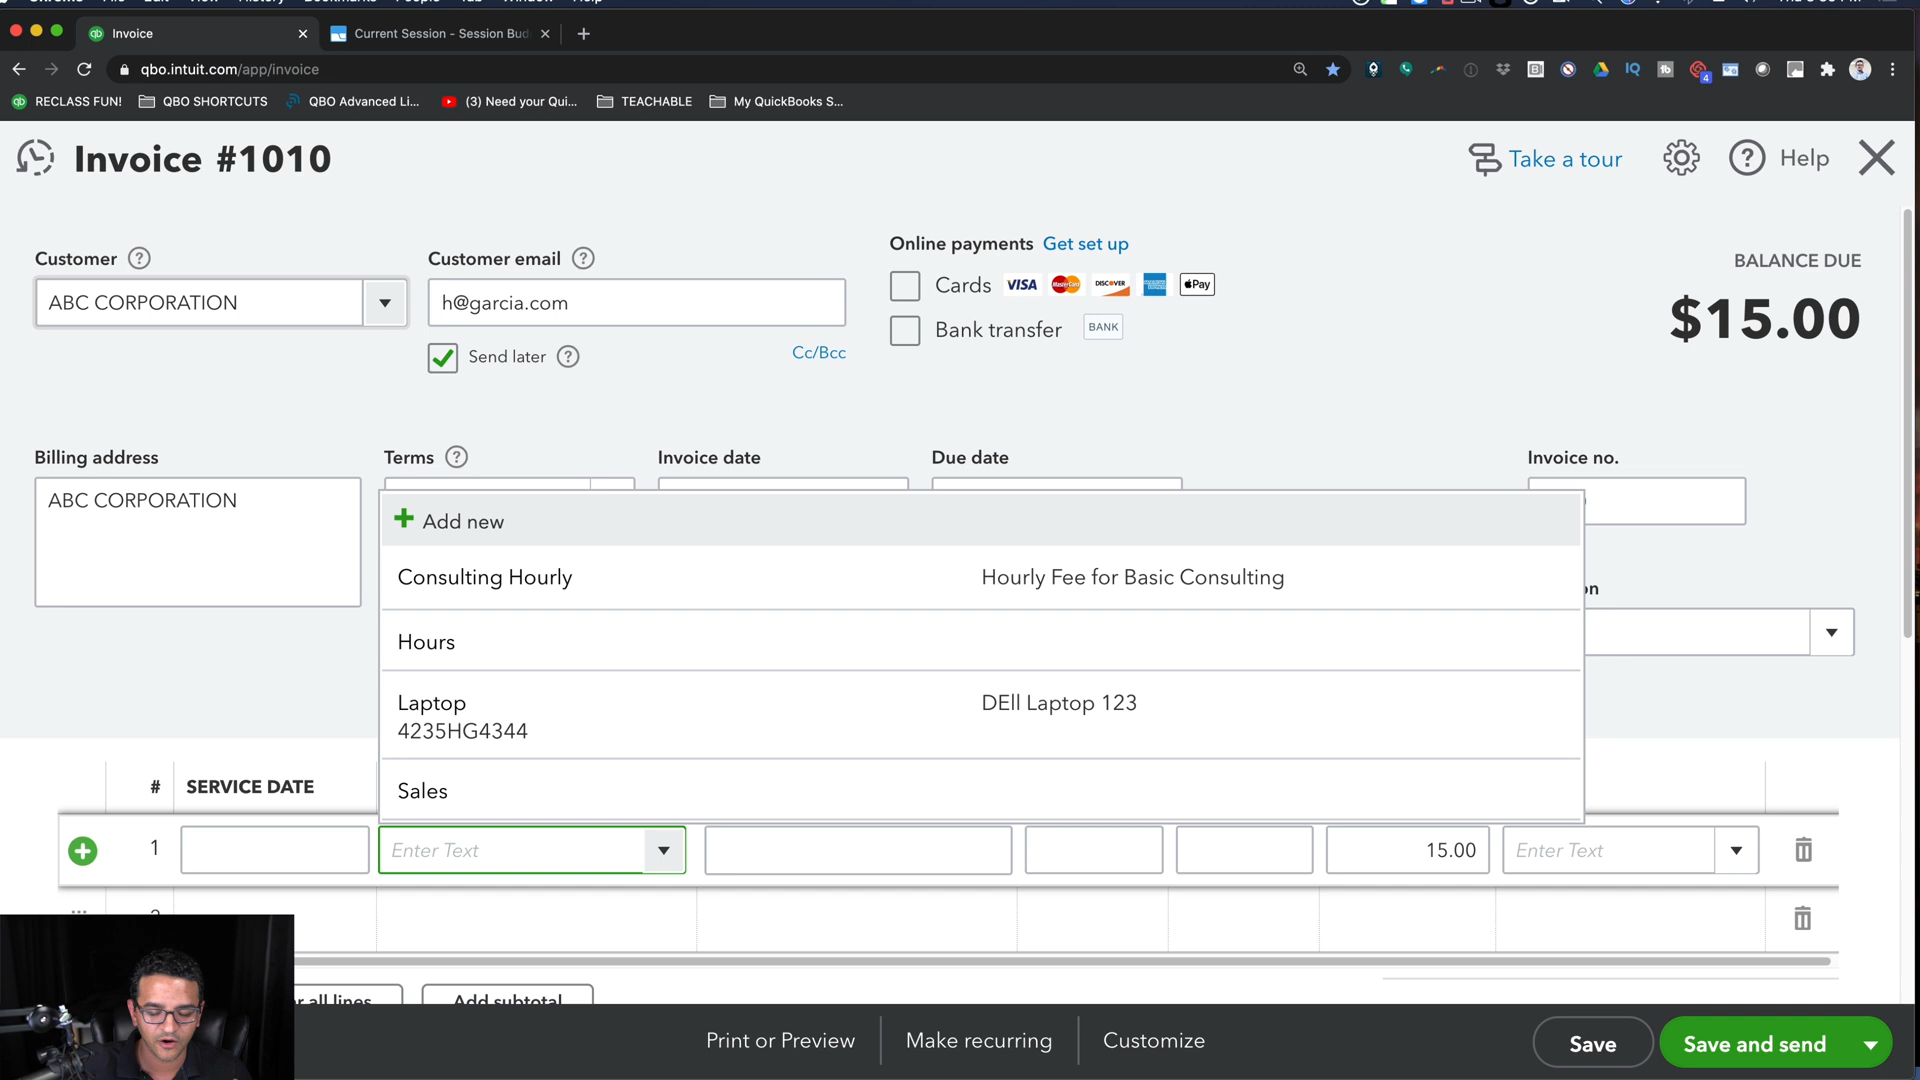 Invoice
Current Session - Session Bud
qbo.intuit.com/app/invoice
RECLASS FUN!
QBO SHORTCUTS
QBO Advanced Li...
(3) Need your Qui...
TEACHABLE
My QuickBooks S...
Invoice #1010
Take a tour
Help
Customer
Customer email
Online payments Get set up
BALANCE DUE
ABC CORPORATION
h@garcia.com
Cards VISA MasterCard DISCOVER Pay
$15.00
Bank transfer BANK
Send later
Cc/Bcc
Billing address
Terms
Invoice date
Due date
Invoice no.
ABC CORPORATION
Add new
Consulting Hourly Hourly Fee for Basic Consulting
on
Hours
Laptop DEll Laptop 123
4235HG4344
# SERVICE DATE
Sales
1 Enter Text 15.00 Enter Text
2
all lines
Add subtotal
Print or Preview
Make recurring
Customize
Save
Save and send